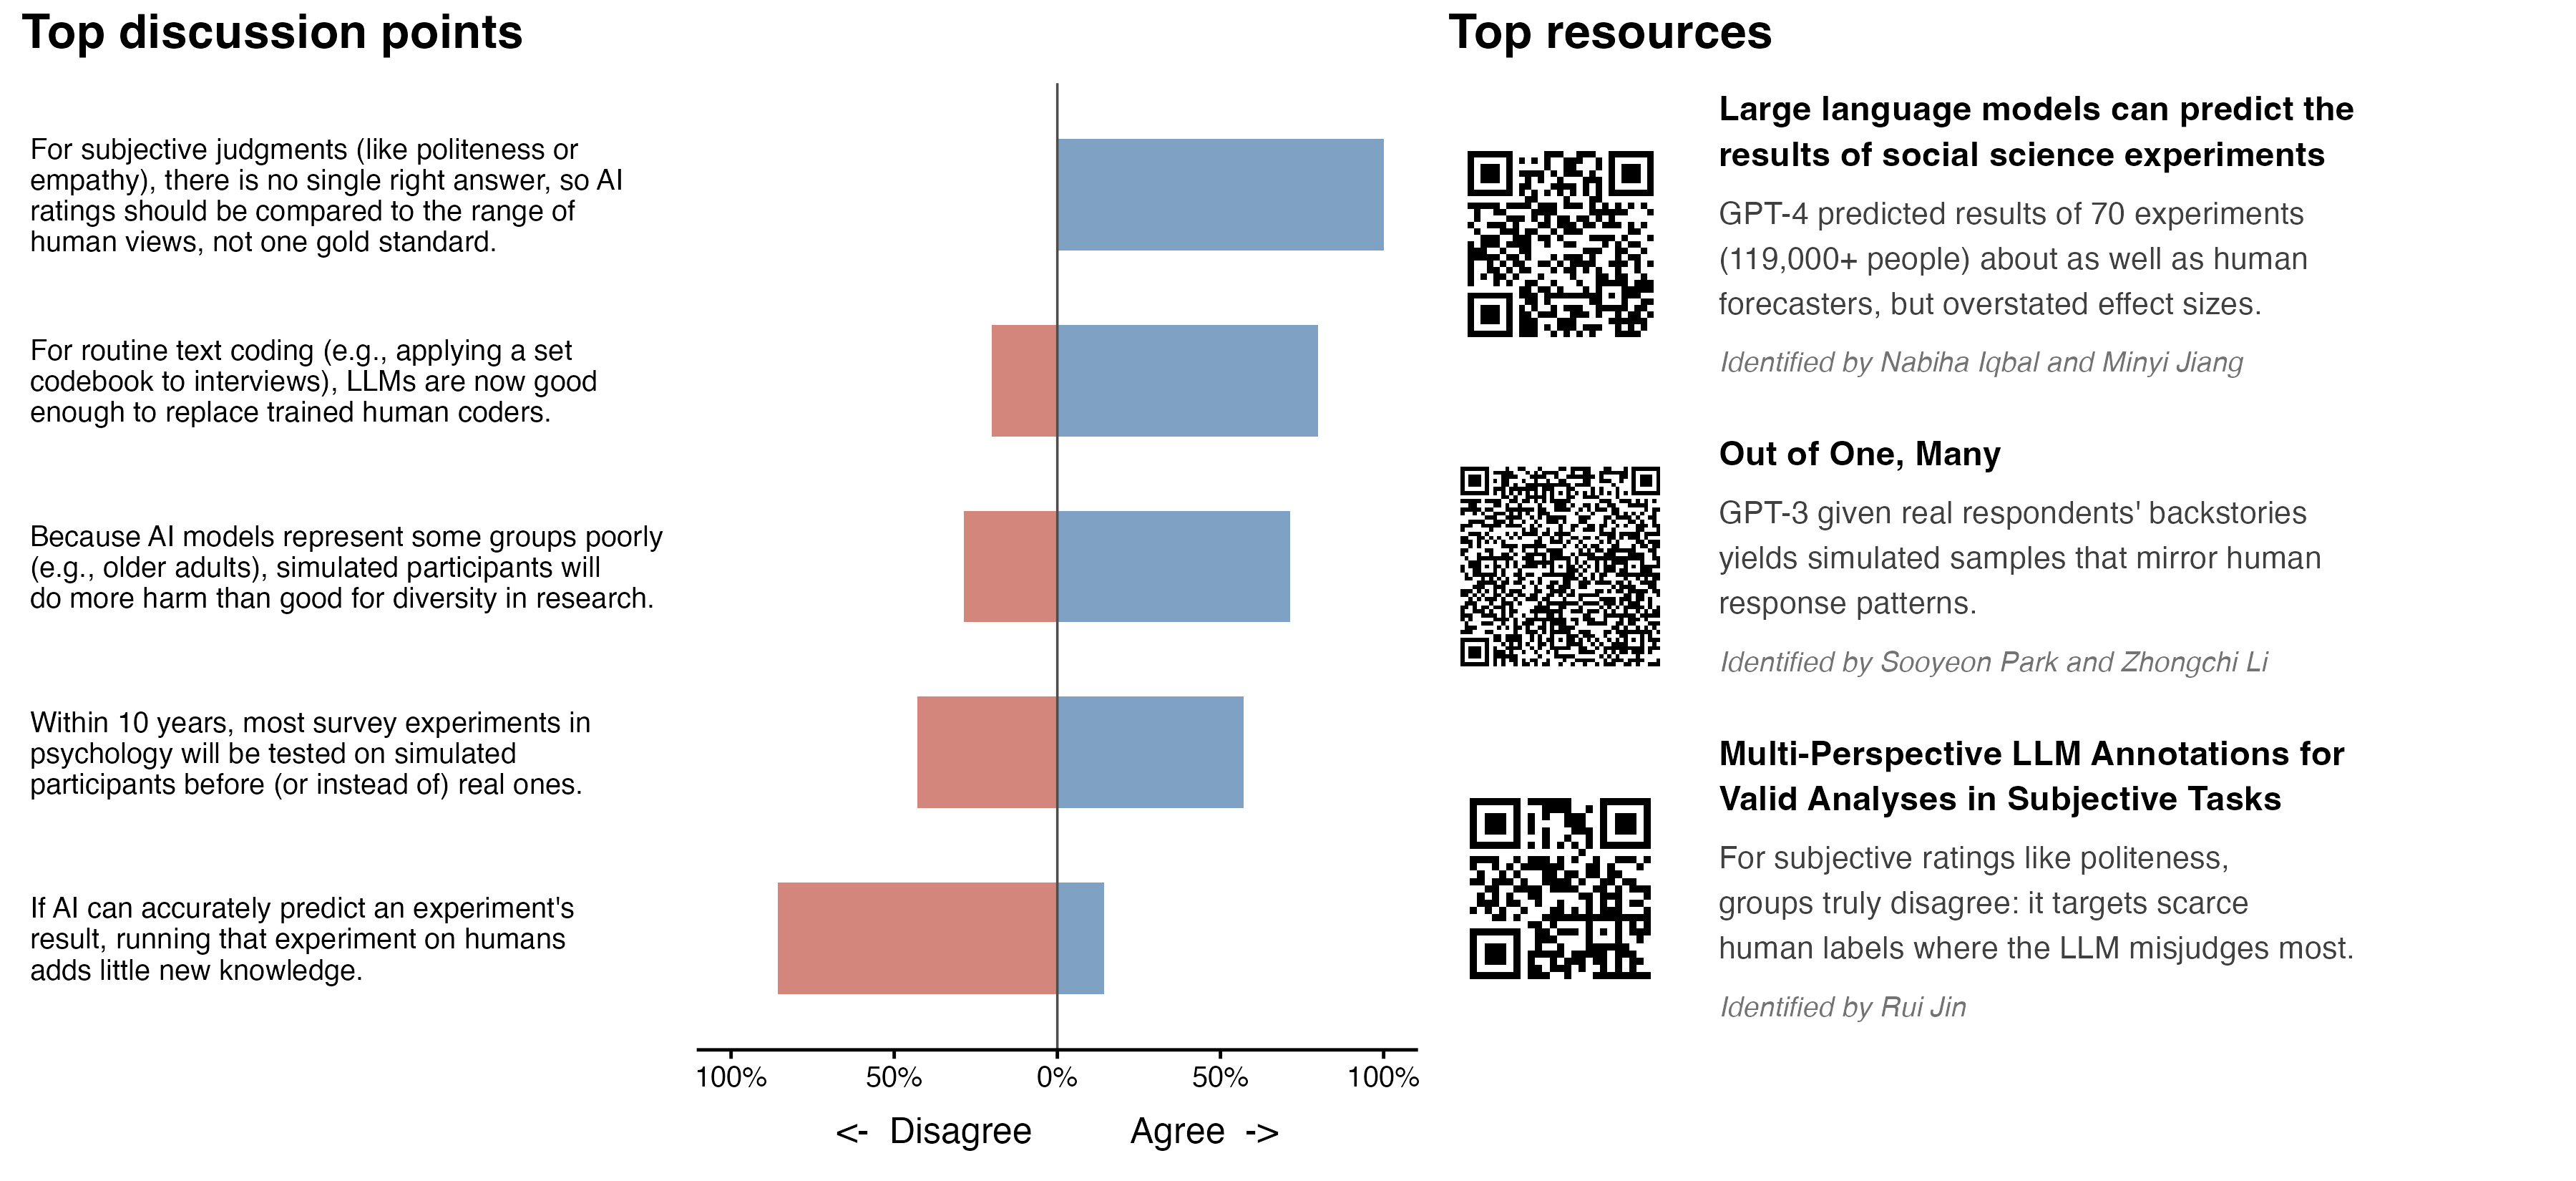 Top discussion points
For subjective judgments (like politeness or
empathy), there is no single right answer, so AI
ratings should be compared to the range of
human views, not one gold standard.
For routine text coding (e.g., applying a set
codebook to interviews), LLMs are now good
enough to replace trained human coders.
Because AI models represent some groups poorly
(e.g., older adults), simulated participants will
do more harm than good for diversity in research.
Within 10 years, most survey experiments in
psychology will be tested on simulated
participants before (or instead of) real ones.
If AI can accurately predict an experiment's
result, running that experiment on humans
adds little new knowledge.
100% 50% 0% 50% 100%
<- Disagree Agree ->
Top resources
Large language models can predict the
results of social science experiments
GPT-4 predicted results of 70 experiments
(119,000+ people) about as well as human
forecasters, but overstated effect sizes.
Identified by Nabiha Iqbal and Minyi Jiang
Out of One, Many
GPT-3 given real respondents' backstories
yields simulated samples that mirror human
response patterns.
Identified by Sooyeon Park and Zhongchi Li
Multi-Perspective LLM Annotations for
Valid Analyses in Subjective Tasks
For subjective ratings like politeness,
groups truly disagree: it targets scarce
human labels where the LLM misjudges most.
Identified by Rui Jin